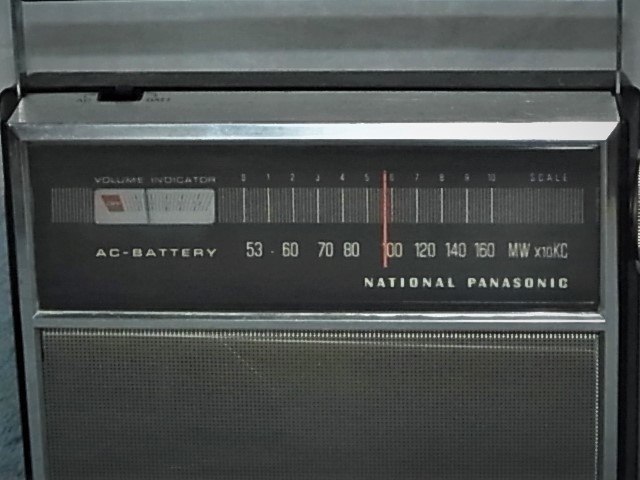 VOLUME INDICATOR 0 1 2 3 4 5 6 7 8 9 10 SCALE
AC-BATTERY 53 · 60 70 80 100 120 140 160 MW X10KC
NATIONAL PANASONIC